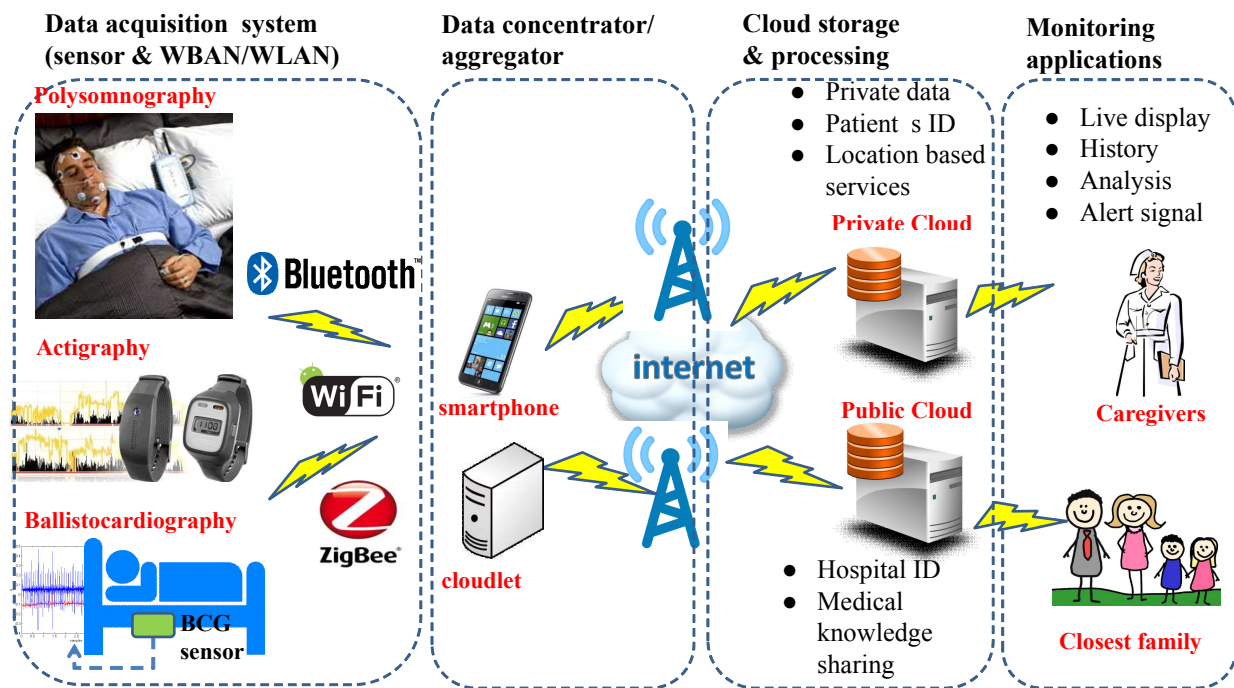 Data acquisition system
(sensor & WBAN/WLAN)
Polysomnography
Bluetooth™
Actigraphy
WiFi®
1100
Ballistocardiography
ZigBee®
BCG
sensor
Data concentrator/
aggregator
smartphone
cloudlet
internet
Cloud storage
& processing
● Private data
● Patient s ID
● Location based
services
Private Cloud
Public Cloud
● Hospital ID
● Medical
knowledge
sharing
Monitoring
applications
● Live display
● History
● Analysis
● Alert signal
Caregivers
Closest family